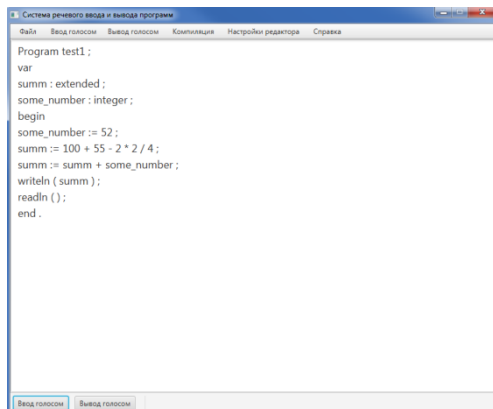 Система речевого ввода и вывода программ
Файл Ввод голосом Вывод голосом Компиляция Настройки редактора Справка
Program test1 ;
var
summ : extended ;
some_number : integer ;
begin
some_number := 52 ;
summ := 100 + 55 - 2 * 2 / 4 ;
summ := summ + some_number ;
writeln ( summ ) ;
readln ( ) ;
end .
Ввод голосом Вывод голосом